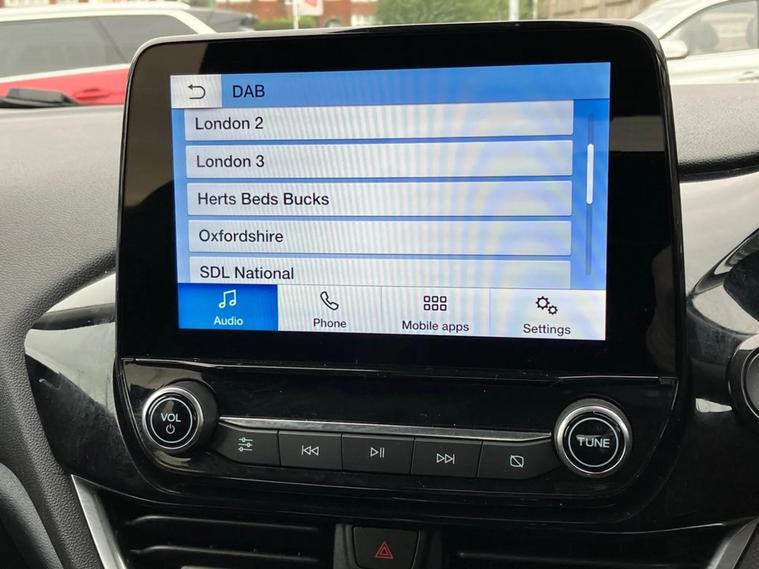 DAB
London 2
London 3
Herts Beds Bucks
Oxfordshire
SDL National
Audio
Phone
Mobile apps
Settings
VOL
TUNE